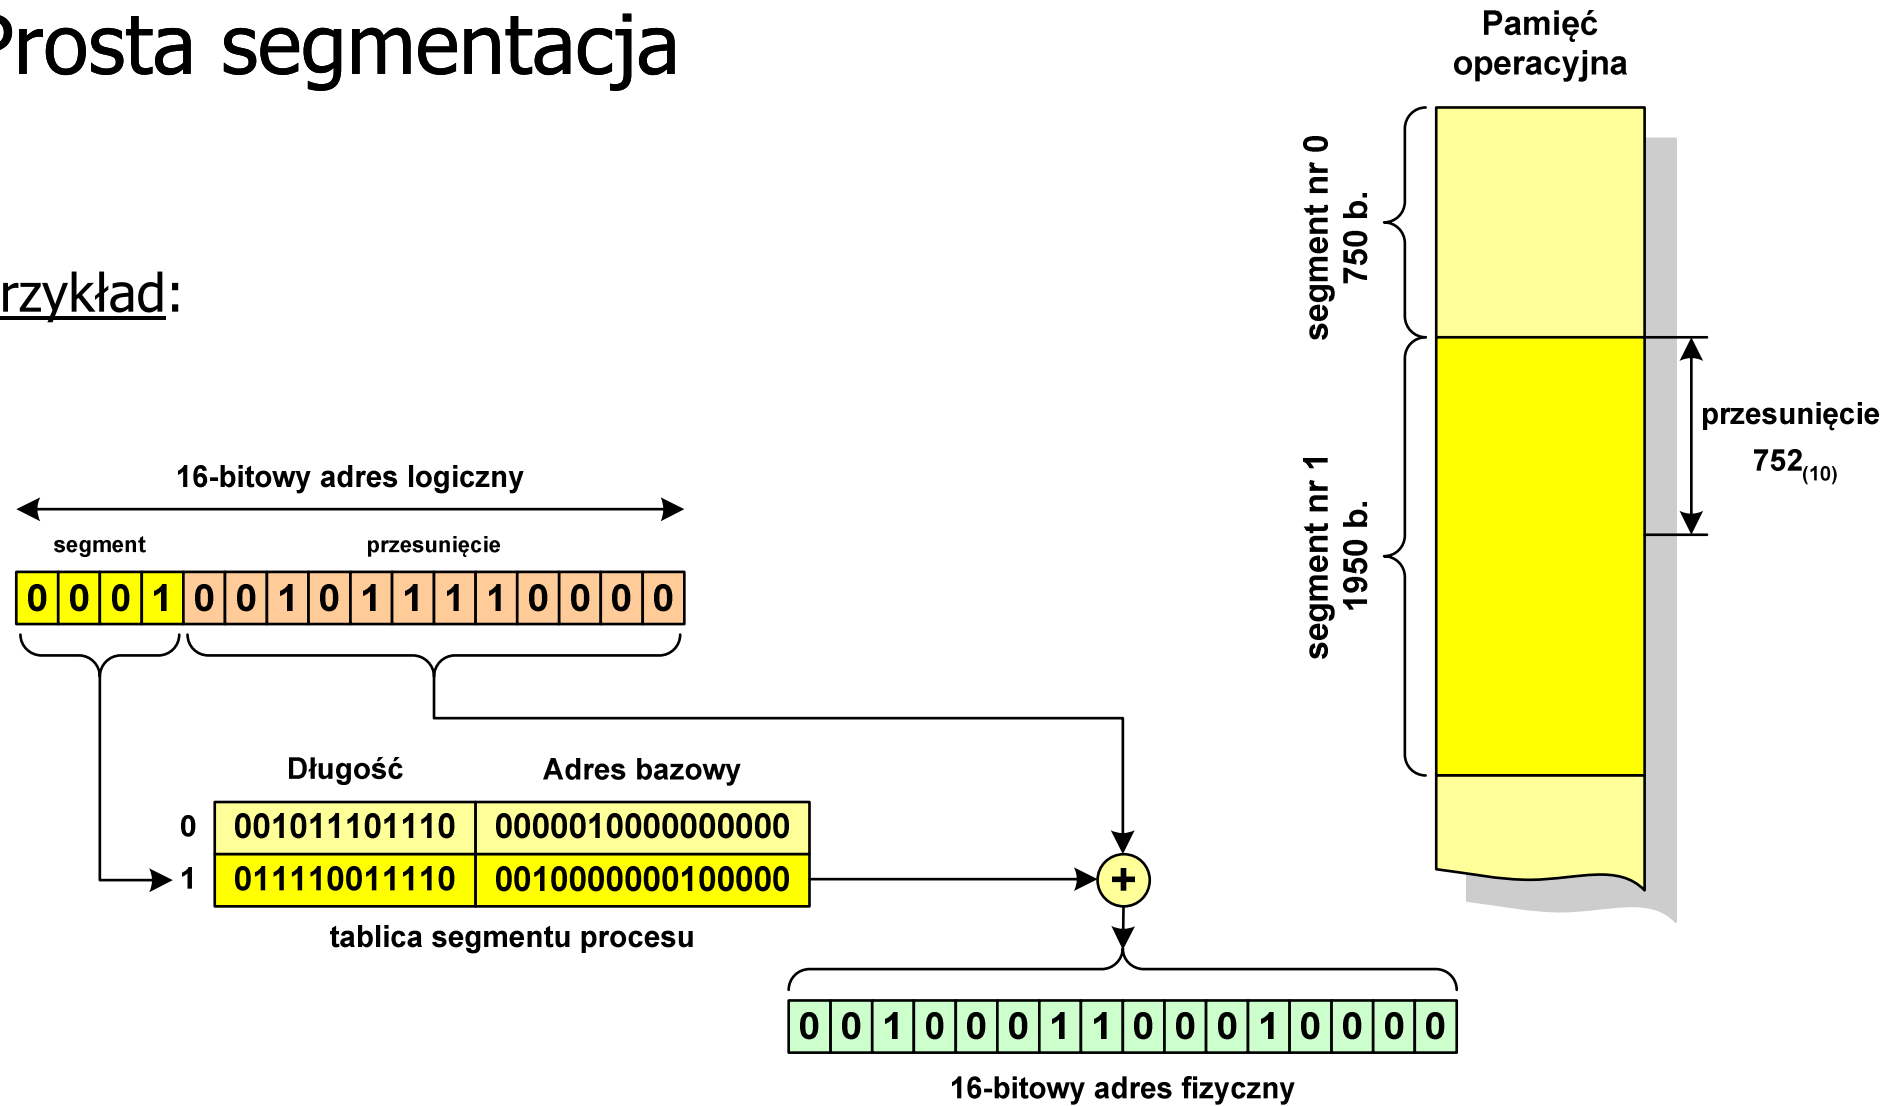 Prosta segmentacja
rzykład:
Pamięć
operacyjna
segment nr 0
750 b.
segment nr 1
1950 b.
przesunięcie
752(10)
16-bitowy adres logiczny
segment przesunięcie
0 0 0 1 0 0 1 0 1 1 1 1 0 0 0 0
Długość Adres bazowy
0 001011101110 0000010000000000
1 011110011110 0010000000100000
tablica segmentu procesu
+
0 0 1 0 0 0 1 1 0 0 0 1 0 0 0 0
16-bitowy adres fizyczny